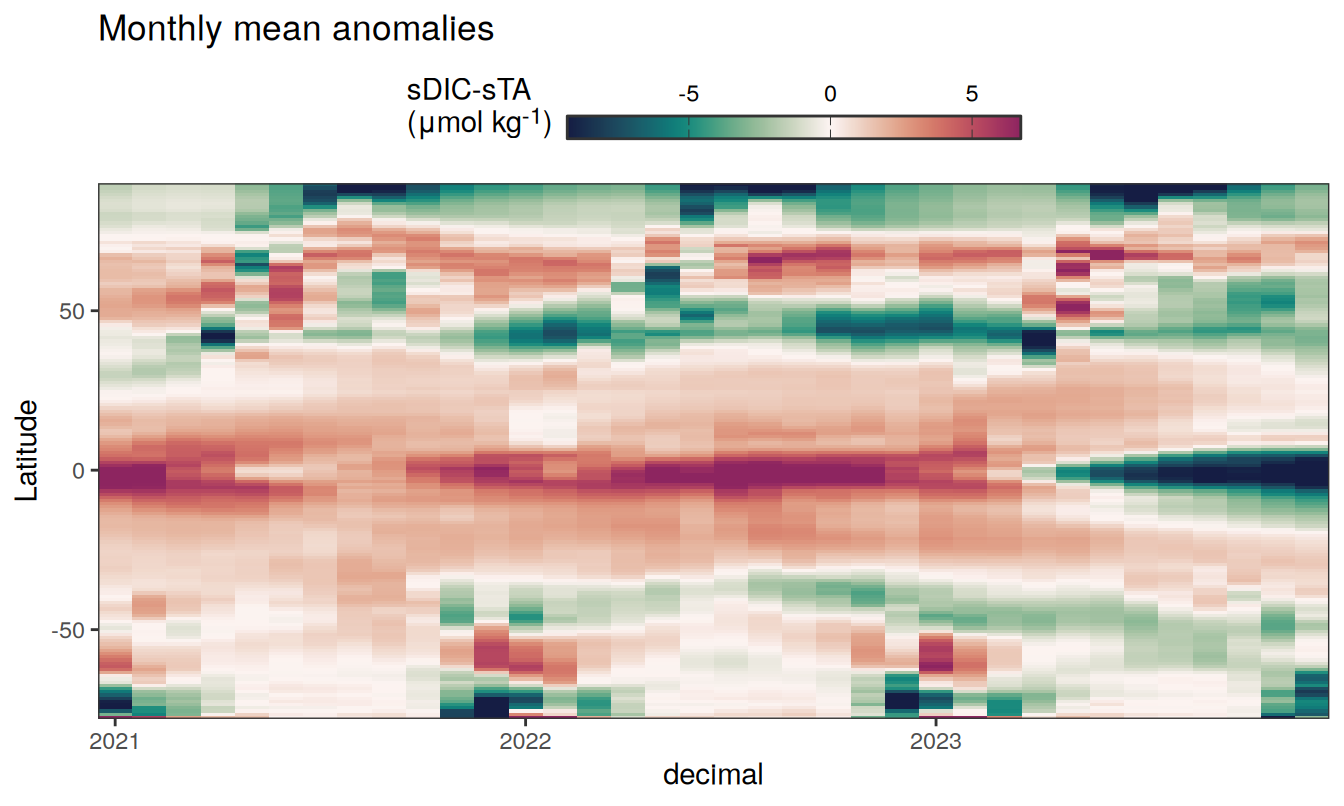 Monthly mean anomalies
sDIC-sTA
(μmol kg⁻¹)
-5 0 5
Latitude
50
0
-50
2021 2022 2023
decimal